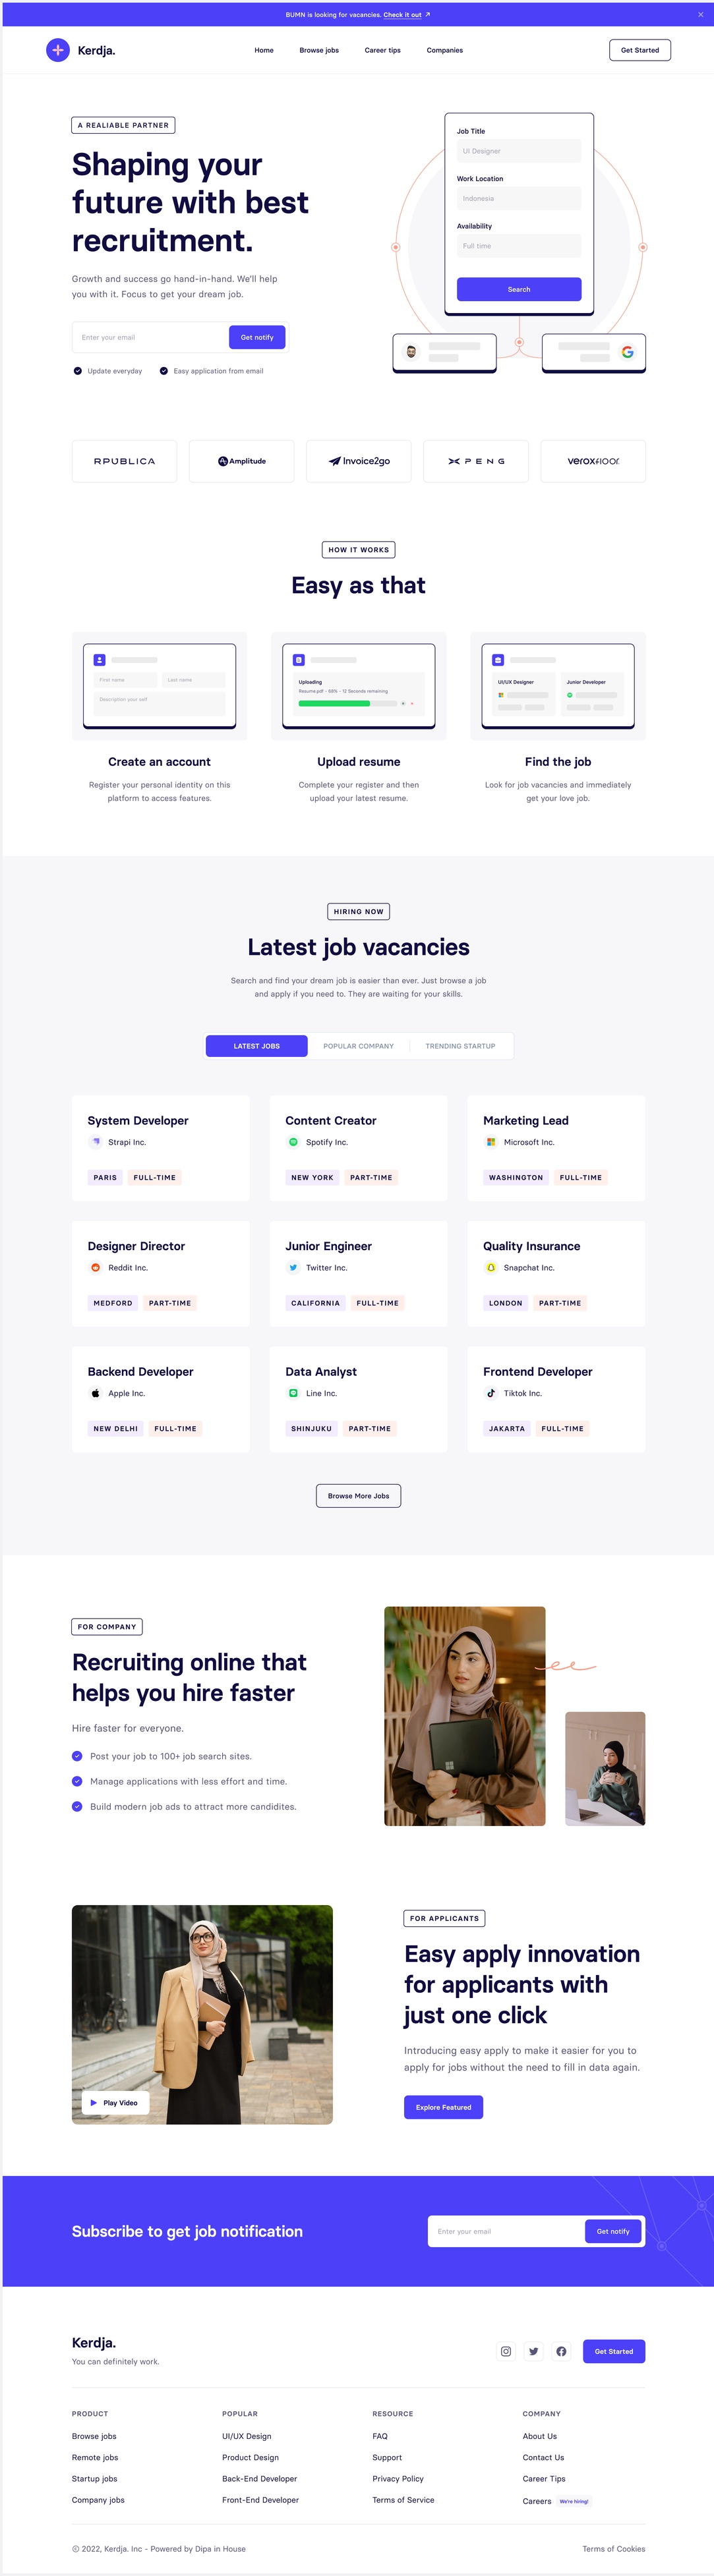 BUMN is looking for vacancies. Check it out
Kerdja.
Home
Browse jobs
Career tips
Companies
Get Started
A REALIABLE PARTNER
Shaping your
future with best
recruitment.
Growth and success go hand-in-hand. We'll help
you with it. Focus to get your dream job.
Enter your email
Get notify
Update everyday
Easy application from email
Job Title
UI Designer
Work Location
Indonesia
Availability
Full time
Search
RPUBLICA
Amplitude
Invoice2go
XPENG
veroxfloor
HOW IT WORKS
Easy as that
First name
Last name
Description your self
Create an account
Register your personal identity on this
platform to access features.
Uploading
Resume.pdf - 65% - 12 Seconds remaining
Upload resume
Complete your register and then
upload your latest resume.
UI/UX Designer
Junior Developer
Find the job
Look for job vacancies and immediately
get your love job.
HIRING NOW
Latest job vacancies
Search and find your dream job is easier than ever. Just browse a job
and apply if you need to. They are waiting for your skills.
LATEST JOBS
POPULAR COMPANY
TRENDING STARTUP
System Developer
Strapi Inc.
PARIS
FULL-TIME
Content Creator
Spotify Inc.
NEW YORK
PART-TIME
Marketing Lead
Microsoft Inc.
WASHINGTON
FULL-TIME
Designer Director
Reddit Inc.
MEDFORD
PART-TIME
Junior Engineer
Twitter Inc.
CALIFORNIA
FULL-TIME
Quality Insurance
Snapchat Inc.
LONDON
PART-TIME
Backend Developer
Apple Inc.
NEW DELHI
FULL-TIME
Data Analyst
Line Inc.
SHINJUKU
PART-TIME
Frontend Developer
Tiktok Inc.
JAKARTA
FULL-TIME
Browse More Jobs
FOR COMPANY
Recruiting online that
helps you hire faster
Hire faster for everyone.
Post your job to 100+ job search sites.
Manage applications with less effort and time.
Build modern job ads to attract more candidites.
Play Video
FOR APPLICANTS
Easy apply innovation
for applicants with
just one click
Introducing easy apply to make it easier for you to
apply for jobs without the need to fill in data again.
Explore Featured
Subscribe to get job notification
Enter your email
Get notify
Kerdja.
You can definitely work.
Get Started
PRODUCT
Browse jobs
Remote jobs
Startup jobs
Company jobs
POPULAR
UI/UX Design
Product Design
Back-End Developer
Front-End Developer
RESOURCE
FAQ
Support
Privacy Policy
Terms of Service
COMPANY
About Us
Contact Us
Career Tips
Careers
We're hiring!
© 2022, Kerdja. Inc - Powered by Dipa in House
Terms of Cookies